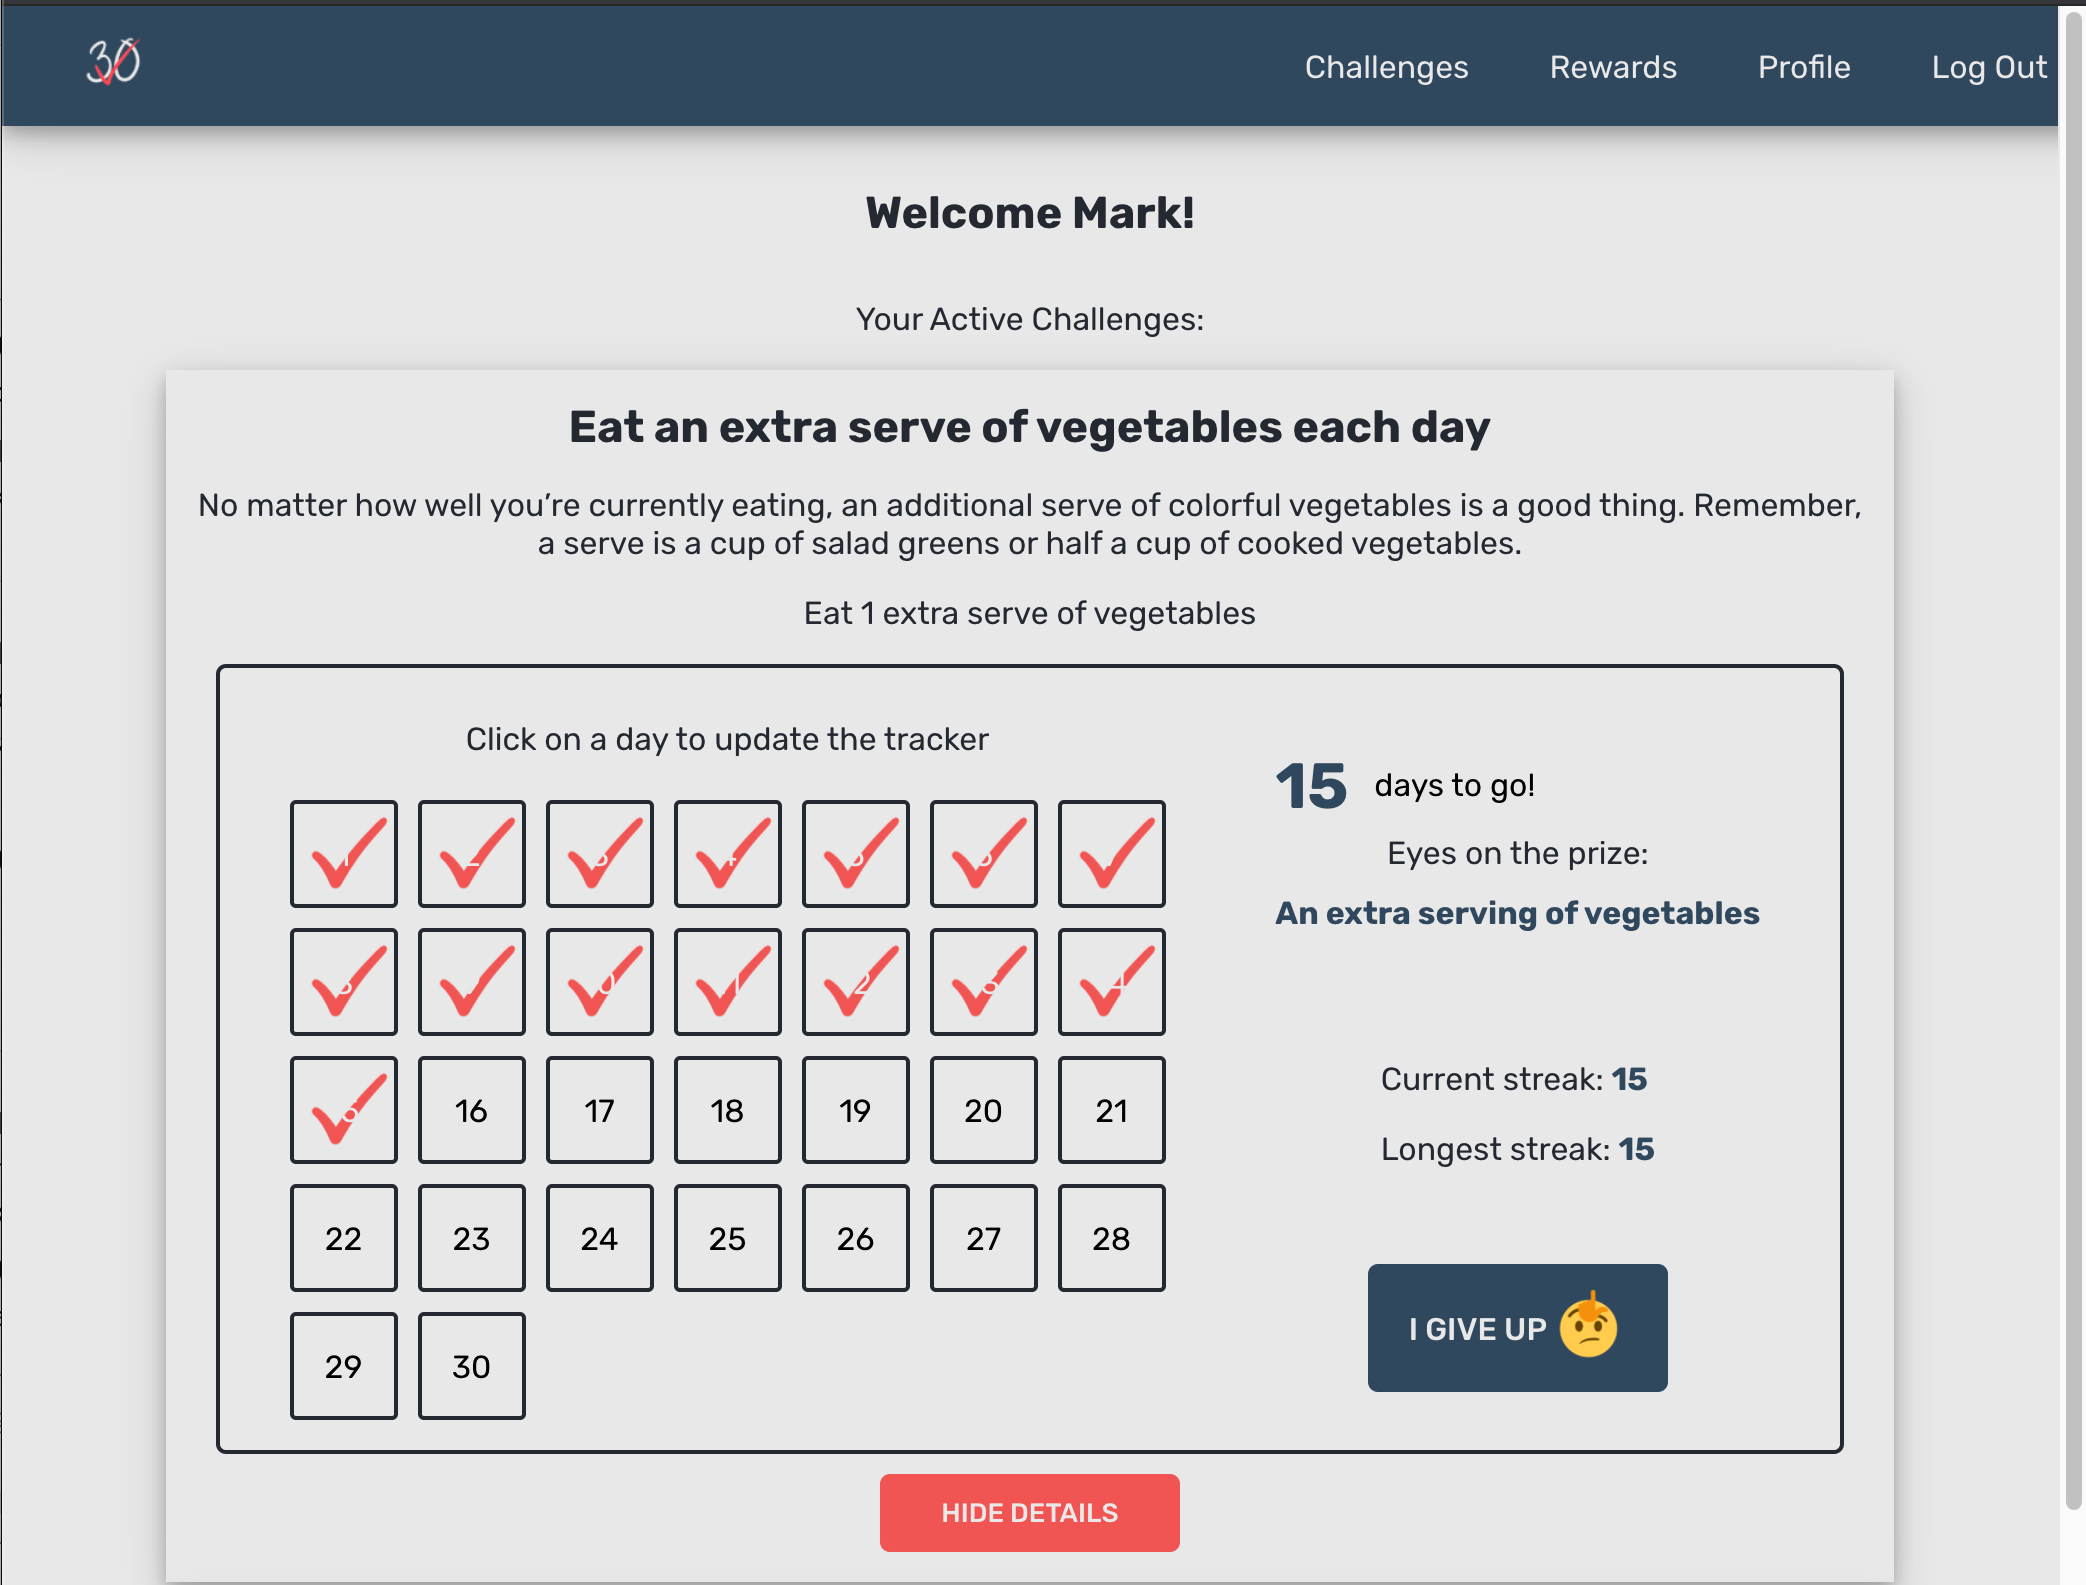 30
Challenges Rewards Profile Log Out
Welcome Mark!
Your Active Challenges:
Eat an extra serve of vegetables each day
No matter how well you’re currently eating, an additional serve of colorful vegetables is a good thing. Remember,
a serve is a cup of salad greens or half a cup of cooked vegetables.
Eat 1 extra serve of vegetables
Click on a day to update the tracker
16 17 18 19 20 21
22 23 24 25 26 27 28
29 30
15 days to go!
Eyes on the prize:
An extra serving of vegetables
Current streak: 15
Longest streak: 15
I GIVE UP
HIDE DETAILS